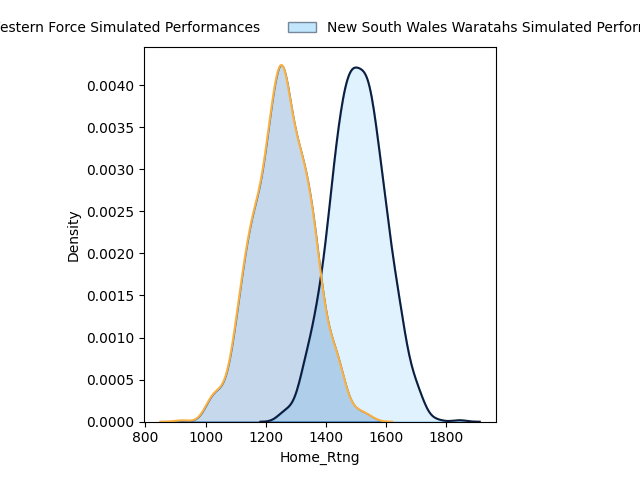 estern Force Simulated Performances New South Wales Waratahs Simulated Perfor
0.0040
0.0035
0.0030
0.0025
0.0020
0.0015
0.0010
0.0005
0.0000
Density
800 1000 1200 1400 1600 1800
Home_Rtng